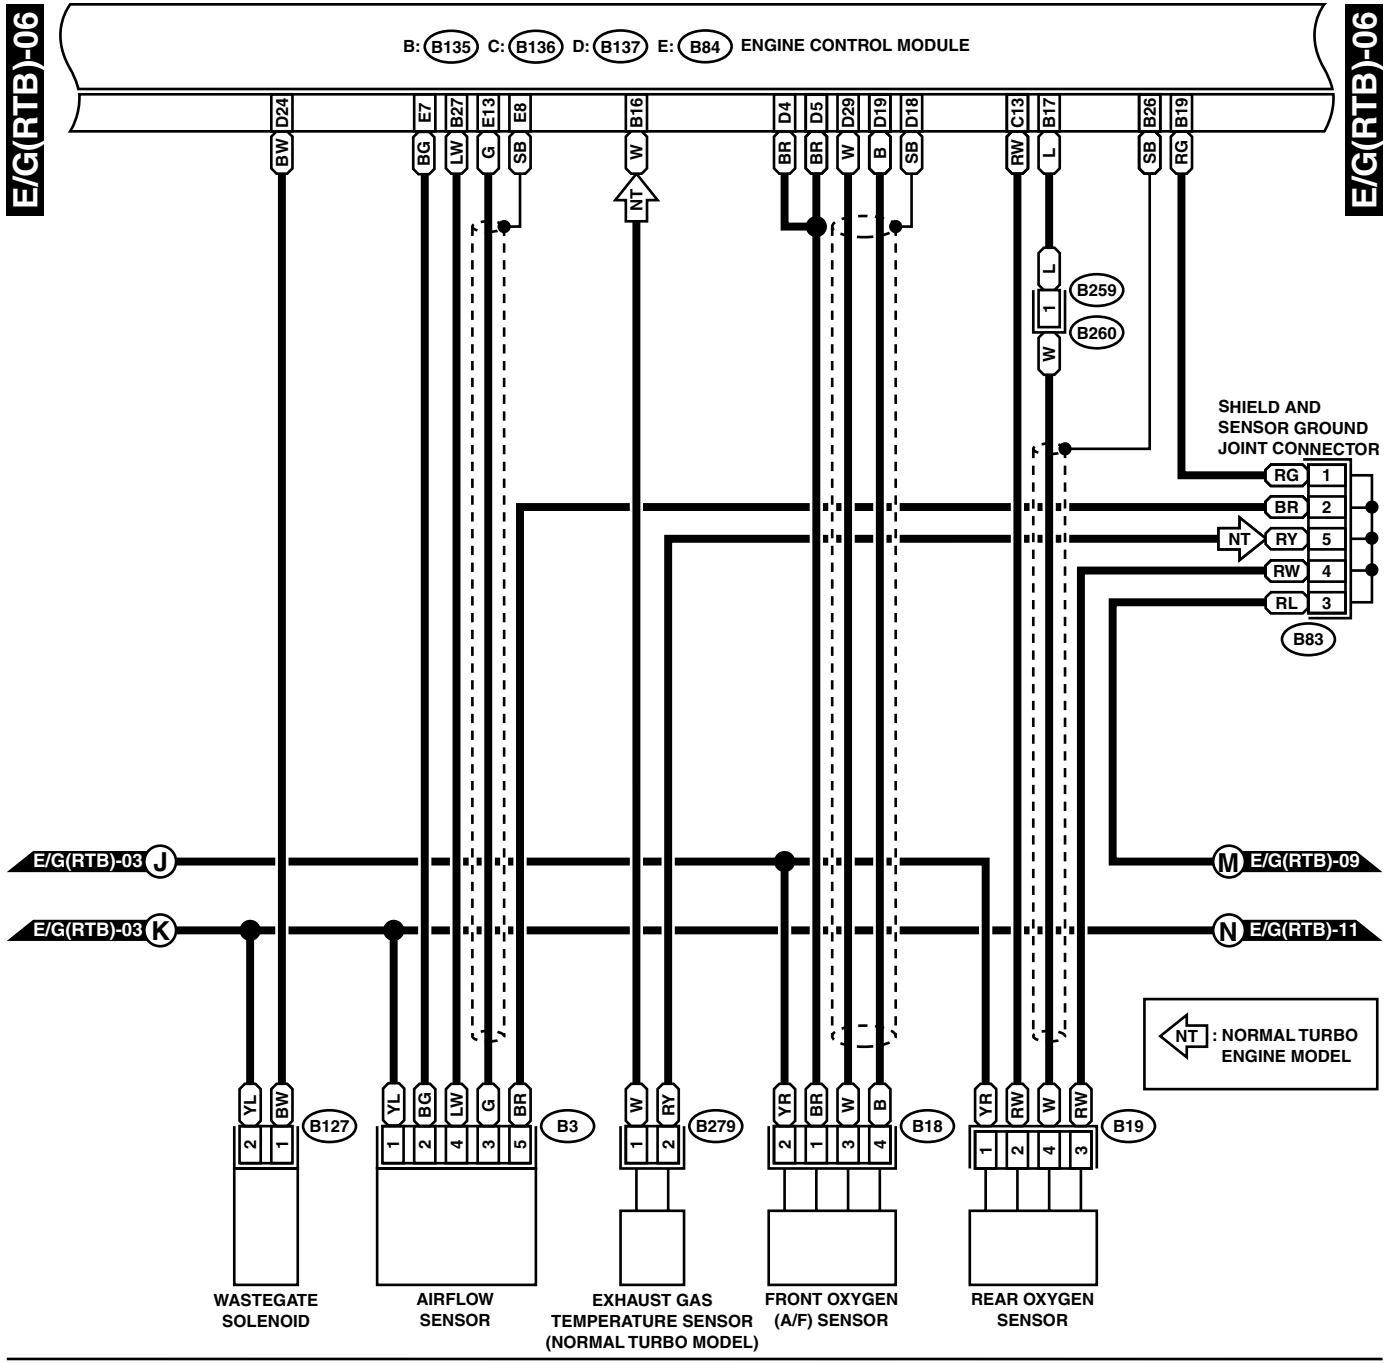 E/G(RTB)-06
B: B135 C: B136 D: B137 E: B84 ENGINE CONTROL MODULE
E/G(RTB)-06
D24 E7 B27 E13 E8 B16 D4 D5 D29 D19 D18 C13 B17 B26 B19
BW BG LW G SB W BR BR W B SB RW L SB RG
NT
L
B259
1
B260
W
SHIELD AND
SENSOR GROUND
JOINT CONNECTOR
RG 1
BR 2
NT RY 5
RW 4
RL 3
B83
E/G(RTB)-03 J
M E/G(RTB)-09
E/G(RTB)-03 K
N E/G(RTB)-11
NT : NORMAL TURBO
ENGINE MODEL
YL BW YL BG LW G BR W RY YR BR W B YR RW W RW
2 1 B127 1 2 4 3 5 B3 1 2 B279 2 1 3 4 B18 1 2 4 3 B19
WASTEGATE
SOLENOID
AIRFLOW
SENSOR
EXHAUST GAS
TEMPERATURE SENSOR
(NORMAL TURBO MODEL)
FRONT OXYGEN
(A/F) SENSOR
REAR OXYGEN
SENSOR